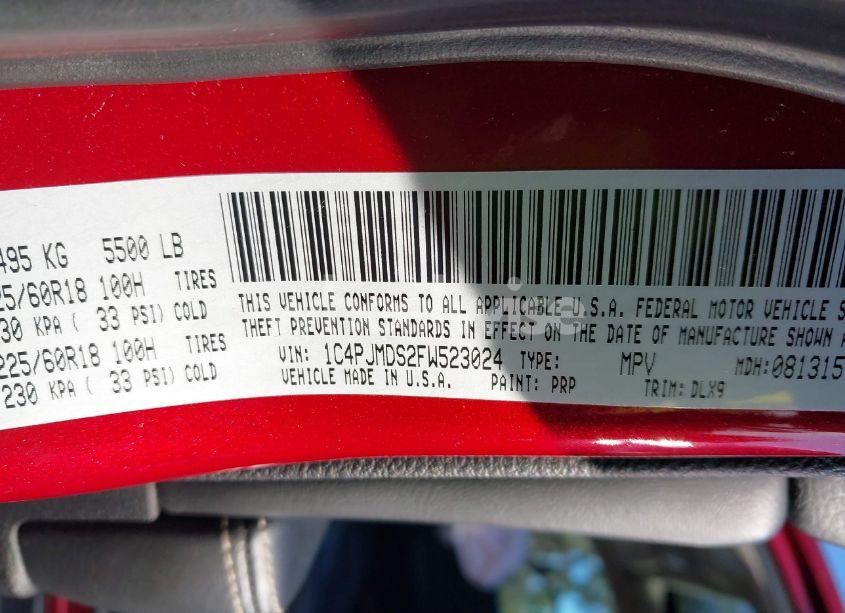 495 KG 5500 LB
25/60R18 100H TIRES
30 KPA ( 33 PSI) COLD
225/60R18 100H TIRES
230 KPA ( 33 PSI) COLD
THIS VEHICLE CONFORMS TO ALL APPLICABLE U.S.A. FEDERAL MOTOR VEHICLE S
THEFT PREVENTION STANDARDS IN EFFECT ON THE DATE OF MANUFACTURE SHOWN A
VIN: 1C4PJMDS2FW523024 TYPE: MPV MDH:081315
VEHICLE MADE IN U.S.A. PAINT: PRP TRIM: DLX9